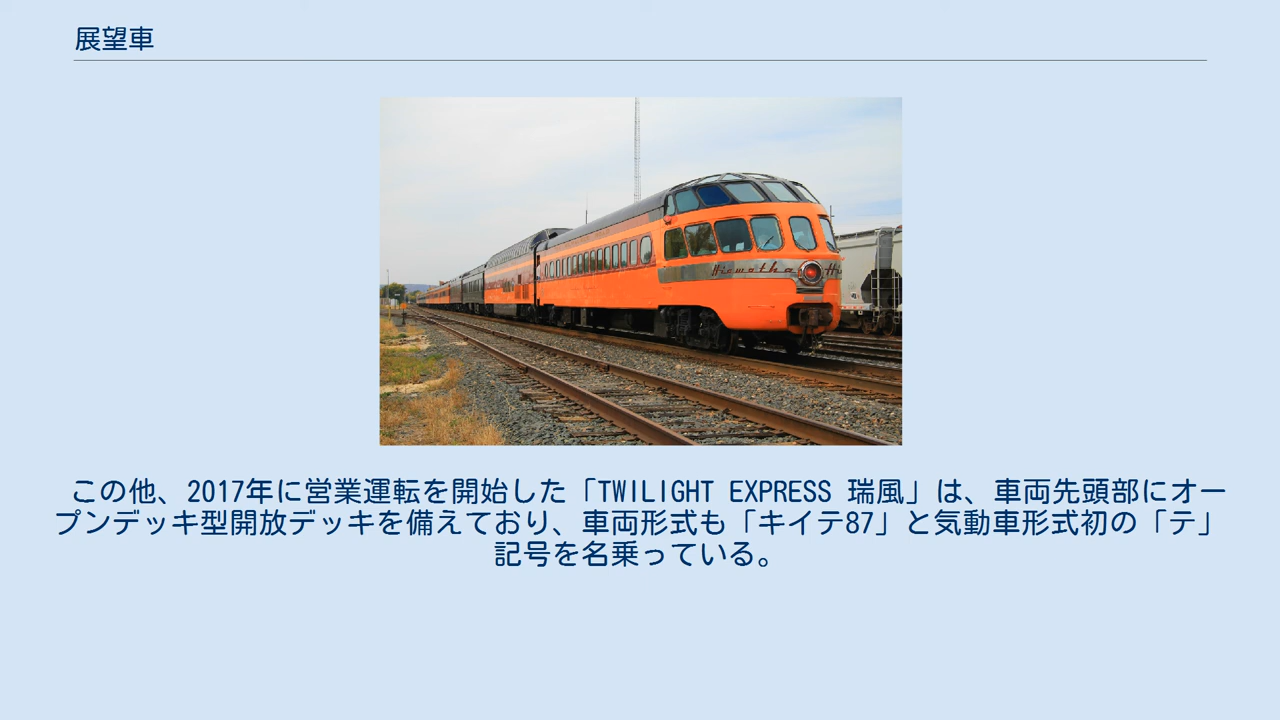 展望車
Hiawatha
この他、2017年に営業運転を開始した「TWILIGHT EXPRESS 瑞風」は、車両先頭部にオー
プンデッキ型開放デッキを備えており、車両形式も「キイテ87」と気動車形式初の「テ」
記号を名乗っている。